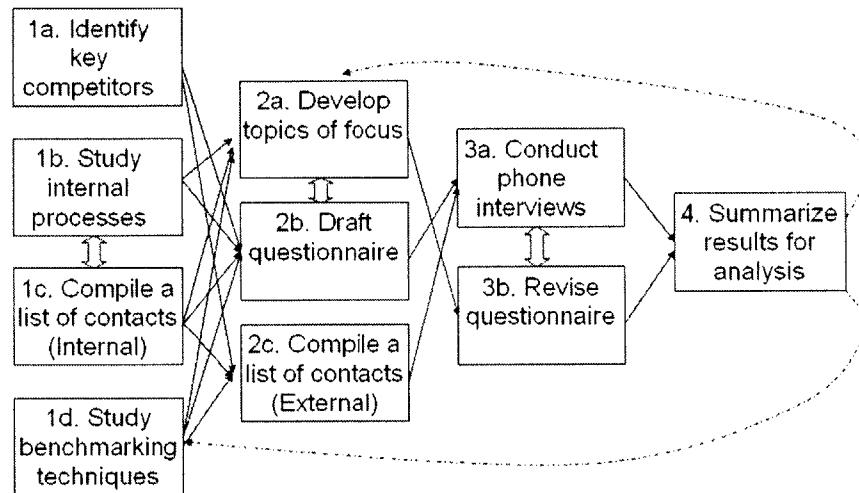 1a. Identify
key
competitors
1b. Study
internal
processes
1c. Compile a
list of contacts
(Internal)
1d. Study
benchmarking
techniques
2a. Develop
topics of focus
2b. Draft
questionnaire
2c. Compile a
list of contacts
(External)
3a. Conduct
phone
interviews
3b. Revise
questionnaire
4. Summarize
results for
analysis